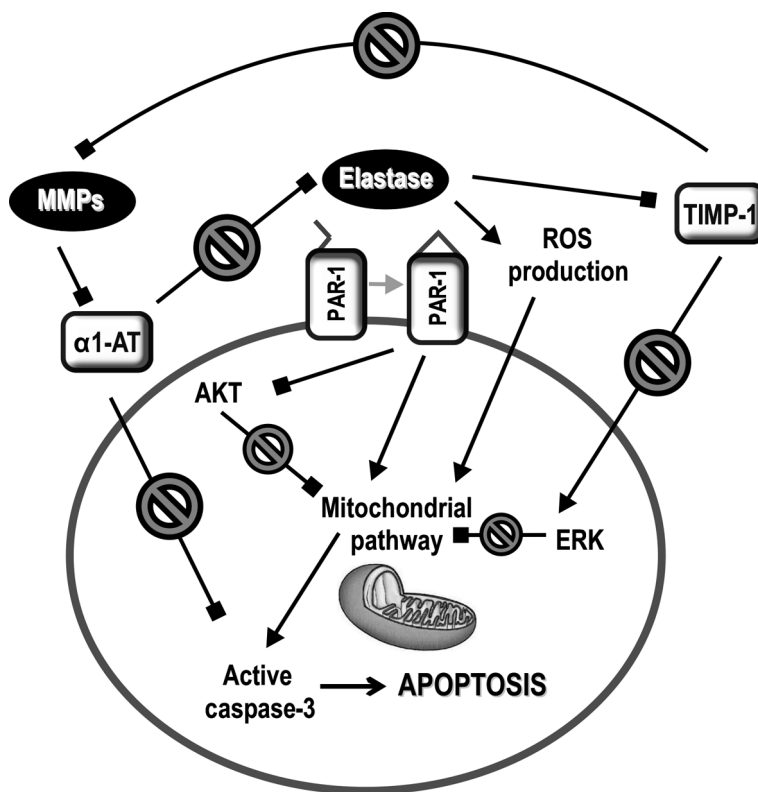 MMPs
Elastase
TIMP-1
ROS
production
PAR-1
PAR-1
α1-AT
AKT
Mitochondrial
pathway
ERK
Active
caspase-3
APOPTOSIS